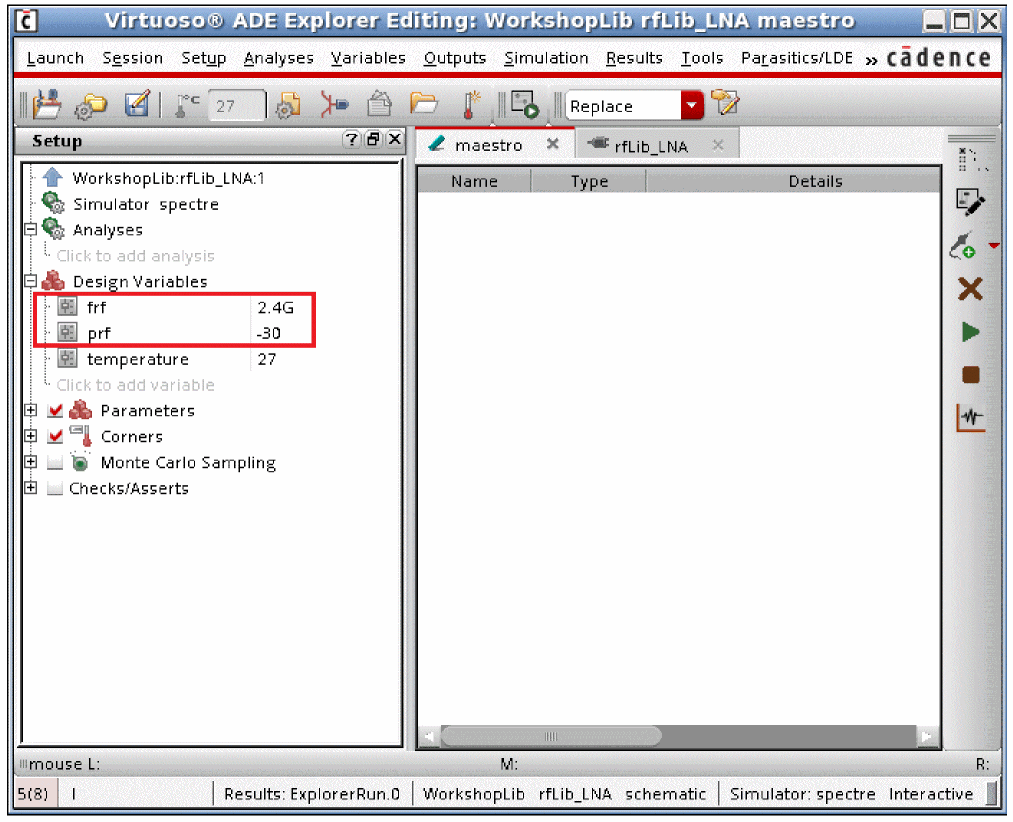 Virtuoso® ADE Explorer Editing: WorkshopLib rfLib_LNA maestro
Launch Session Setup Analyses Variables Outputs Simulation Results Tools Parasitics/LDE » cādence
°C 27 Replace
Setup
maestro rfLib_LNA
Name Type Details
WorkshopLib:rfLib_LNA:1
Simulator spectre
Analyses
Click to add analysis
Design Variables
frf 2.4G
prf -30
temperature 27
Click to add variable
Parameters
Corners
Monte Carlo Sampling
Checks/Asserts
mouse L: M: R:
5(8) Results: ExplorerRun.0 WorkshopLib rfLib_LNA schematic Simulator: spectre Interactive